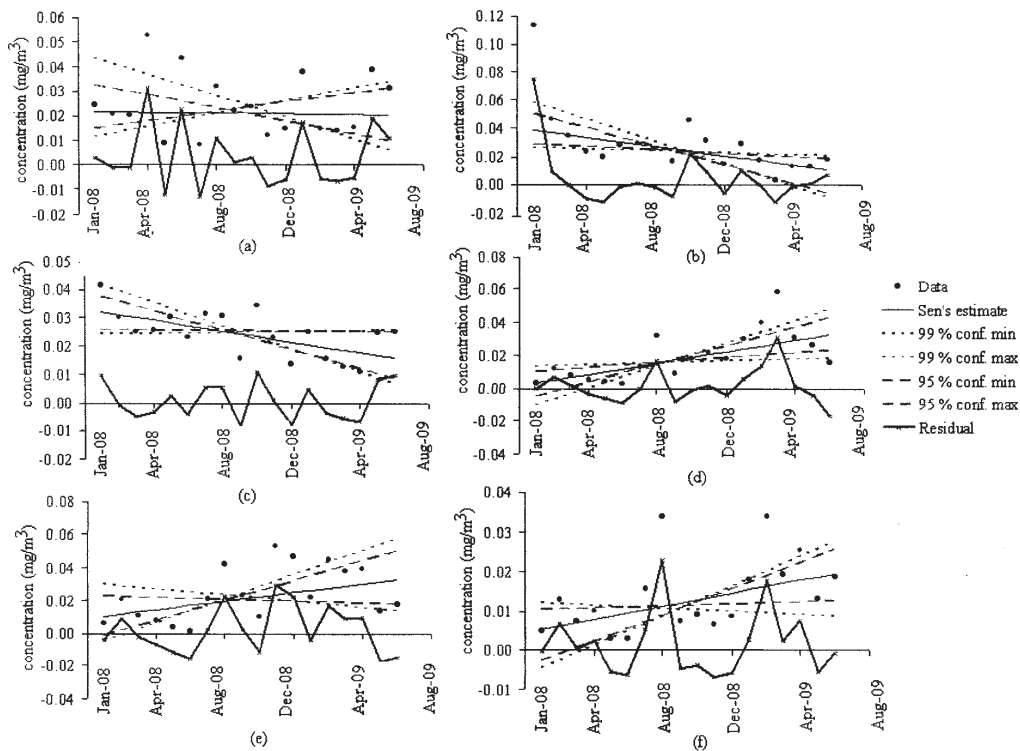 concentration (mg/m³)
0.06
0.05
0.04
0.03
0.02
0.01
0.00
-0.01
-0.02
Jan-08
Apr-08
Aug-08
Dec-08
Apr-09
Aug-09
(a)
concentration (mg/m³)
0.12
0.10
0.08
0.06
0.04
0.02
0.00
-0.02
Jan-08
Apr-08
Aug-08
Dec-08
Apr-09
Aug-09
(b)
concentration (mg/m³)
0.05
0.04
0.03
0.02
0.01
0.00
-0.01
-0.02
Jan-08
Apr-08
Aug-08
Dec-08
Apr-09
Aug-09
(c)
concentration (mg/m³)
0.08
0.06
0.04
0.02
0.00
-0.02
-0.04
Jan-08
Apr-08
Aug-08
Dec-08
Apr-09
Aug-09
(d)
Data
Sen's estimate
99 % conf. min
99 % conf. max
95 % conf. min
95 % conf. max
Residual
concentration (mg/m³)
0.08
0.06
0.04
0.02
0.00
-0.02
-0.04
Jan-08
Apr-08
Aug-08
Dec-08
Apr-09
Aug-09
(e)
concentration (mg/m³)
0.04
0.03
0.02
0.01
0.00
-0.01
Jan-08
Apr-08
Aug-08
Dec-08
Apr-09
Aug-09
(f)